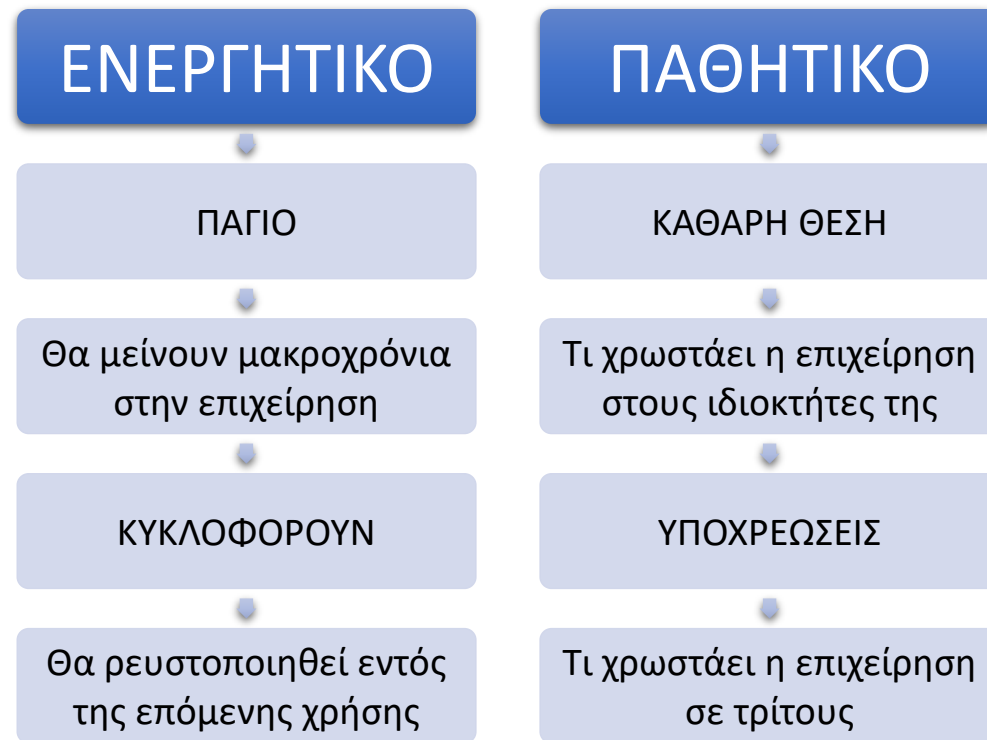 ΕΝΕΡΓΗΤΙΚΟ
ΠΑΓΙΟ
Θα μείνουν μακροχρόνια
στην επιχείρηση
ΚΥΚΛΟΦΟΡΟΥΝ
Θα ρευστοποιηθεί εντός
της επόμενης χρήσης
ΠΑΘΗΤΙΚΟ
ΚΑΘΑΡΗ ΘΕΣΗ
Τι χρωστάει η επιχείρηση
στους ιδιοκτήτες της
ΥΠΟΧΡΕΩΣΕΙΣ
Τι χρωστάει η επιχείρηση
σε τρίτους